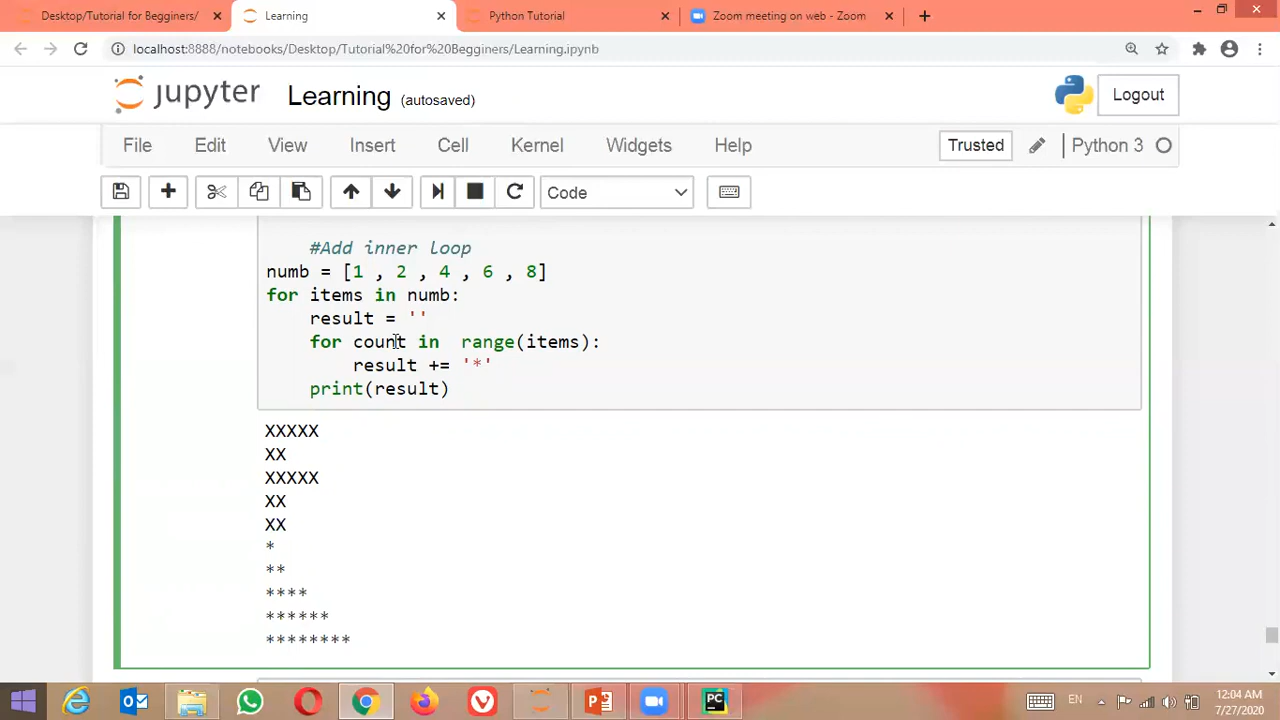 Desktop/Tutorial for Begginers/
Learning
Python Tutorial
Zoom meeting on web - Zoom
localhost:8888/notebooks/Desktop/Tutorial%20for%20Begginers/Learning.ipynb
jupyter Learning (autosaved) Logout
File Edit View Insert Cell Kernel Widgets Help Trusted Python 3
Code
#Add inner loop
numb = [1 , 2 , 4 , 6 , 8]
for items in numb:
result = ''
for count in range(items):
result += '*'
print(result)
XXXXX
XX
XXXXX
XX
XX
*
**
****
******
********
EN
12:04 AM
7/27/2020